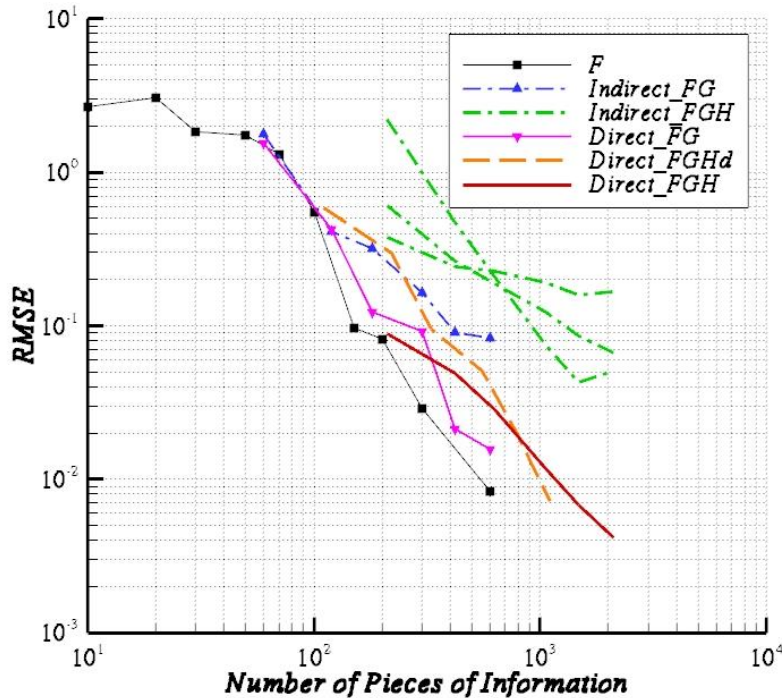 10^1
10^0
10^-1
10^-2
10^-3
RMSE
F
Indirect_FG
Indirect_FGH
Direct_FG
Direct_FGHd
Direct_FGH
10^1
10^2
10^3
10^4
Number of Pieces of Information